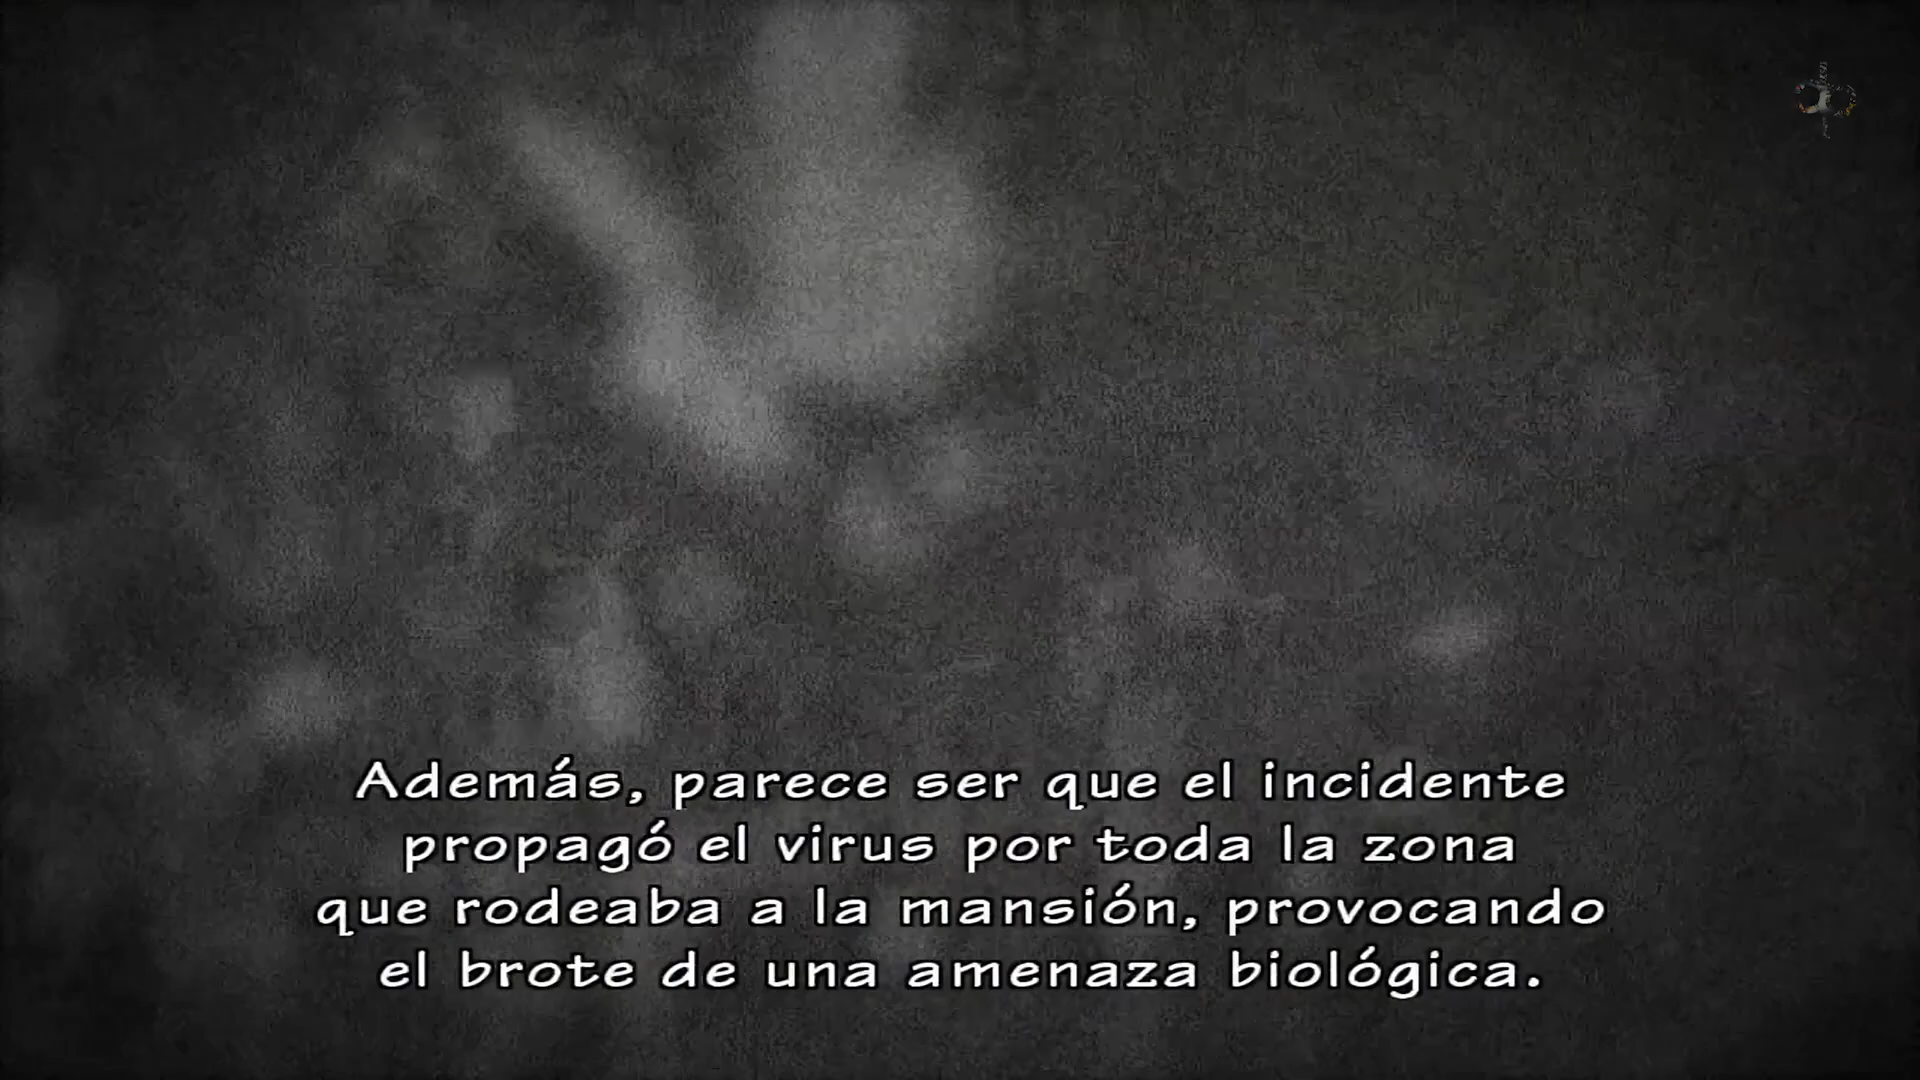 Además, parece ser que el incidente
propagó el virus por toda la zona
que rodeaba a la mansión, provocando
el brote de una amenaza biológica.